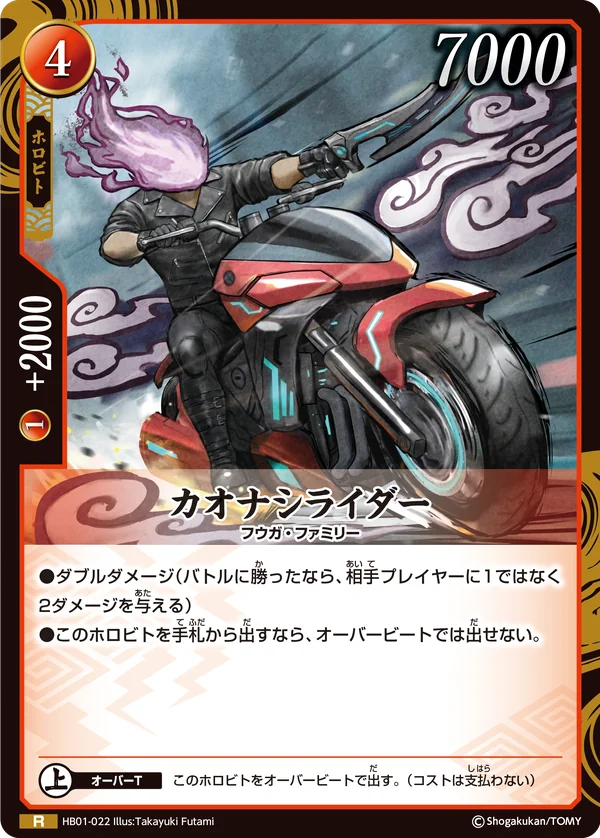 4
7000
ホロビト
+2000
1
カオナシライダー
フウガ・ファミリー
●ダブルダメージ(バトルに勝ったなら、相手プレイヤーに1ではなく
2ダメージを与える)
●このホロビトを手札から出すなら、オーバービートでは出せない。
上 オーバーT このホロビトをオーバービートで出す。(コストは支払わない)
R HB01-022 Illus:Takayuki Futami ©Shogakukan/TOMY